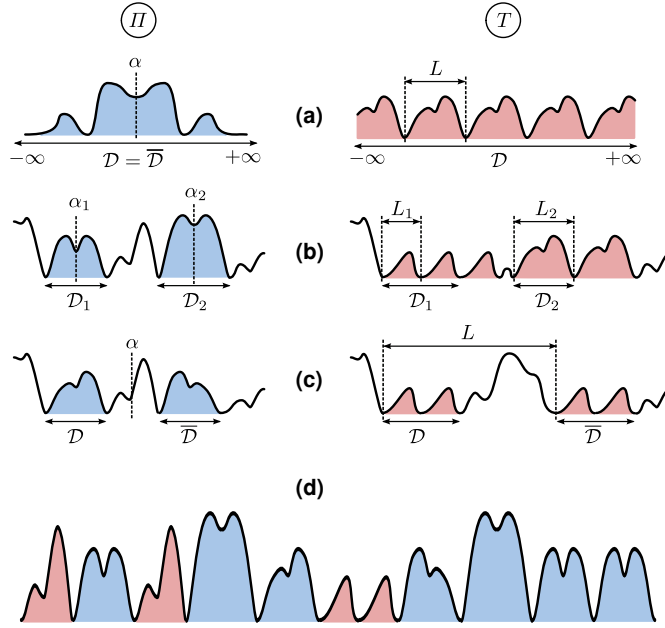 Π T
α L
(a)
−∞ 𝒟 = 𝒟̅ +∞ −∞ 𝒟 +∞
α₁ α₂ L₁ L₂
(b)
𝒟₁ 𝒟₂ 𝒟₁ 𝒟₂
α L
(c)
𝒟 𝒟̅ 𝒟 𝒟̅
(d)